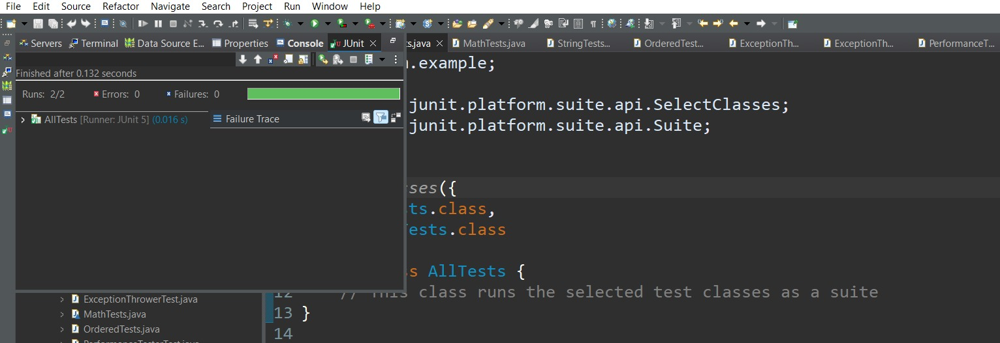 File Edit Source Refactor Navigate Search Project Run Window Help
Servers Terminal Data Source E... Properties Console JUnit
ts.java MathTests.java StringTests... OrderedTest... ExceptionTh... ExceptionTh... PerformanceT...
Finished after 0.132 seconds
Runs: 2/2 Errors: 0 Failures: 0
AllTests [Runner: JUnit 5] (0.016 s)
Failure Trace
.example;
junit.platform.suite.api.SelectClasses;
junit.platform.suite.api.Suite;
ses({
ts.class,
ests.class
s AllTests {
12 // This class runs the selected test classes as a suite
13 }
14
ExceptionThrowerTest.java
MathTests.java
OrderedTests.java
PerformanceTesterTest.java